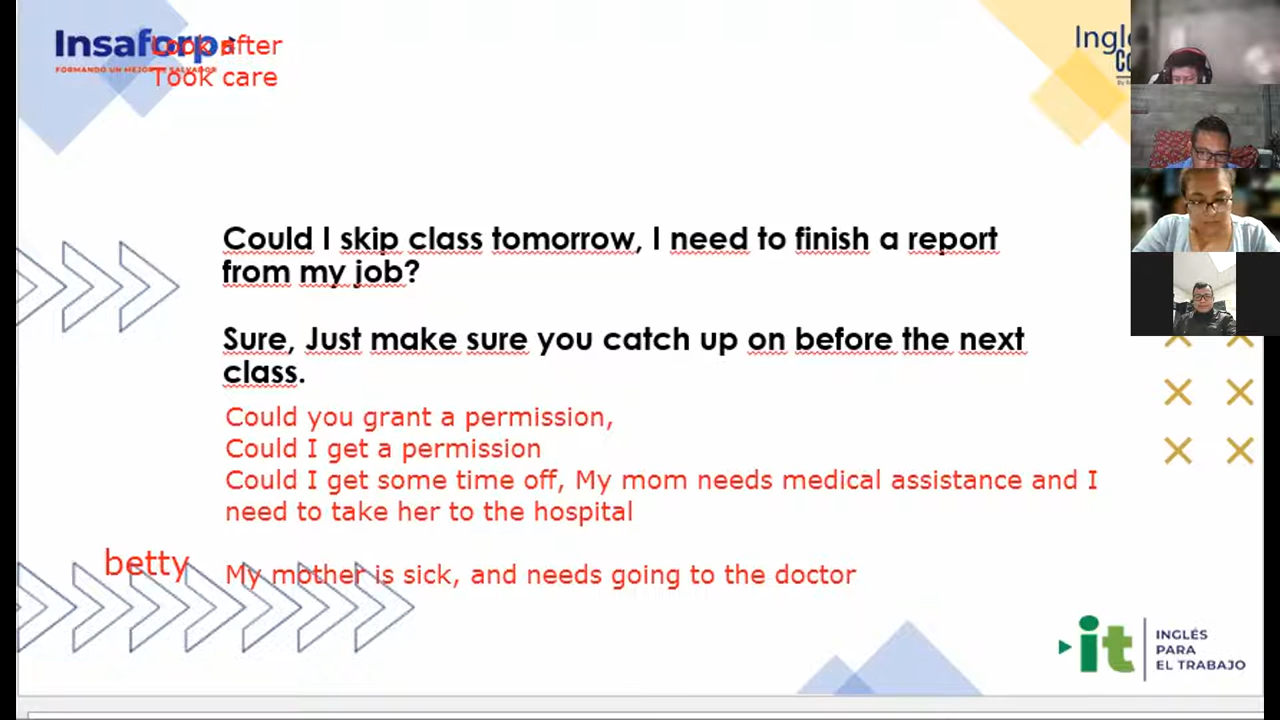 Insaforp
FORMANDO UN MEJOR EL SALVADOR
Look after
Took care
Could I skip class tomorrow, I need to finish a report
from my job?
Sure, Just make sure you catch up on before the next
class.
Could you grant a permission,
Could I get a permission
Could I get some time off, My mom needs medical assistance and I
need to take her to the hospital
betty
My mother is sick, and needs going to the doctor
it
INGLÉS
PARA
EL TRABAJO